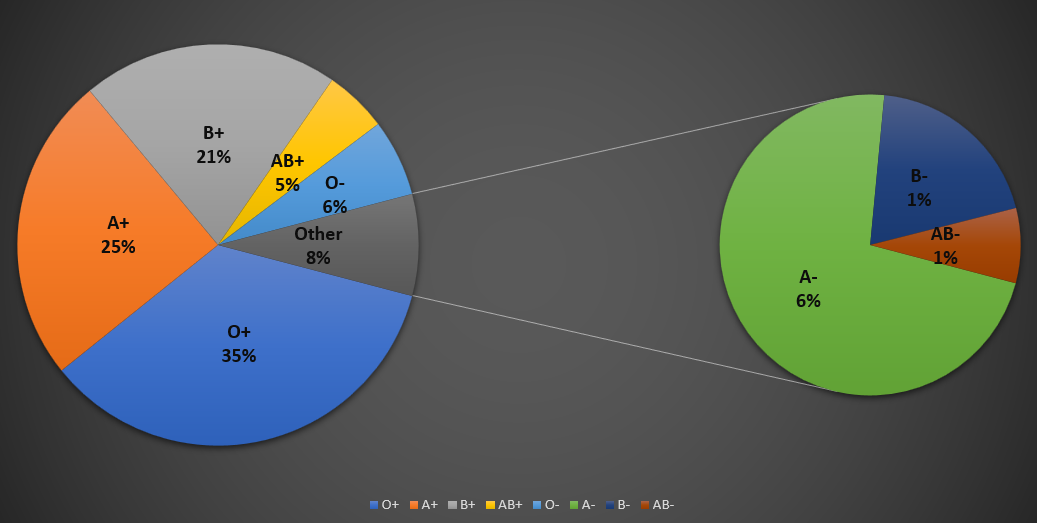 B+
21%
AB+
5%
O-
6%
A+
25%
Other
8%
O+
35%
B-
1%
AB-
1%
A-
6%
O+ A+ B+ AB+ O- A- B- AB-